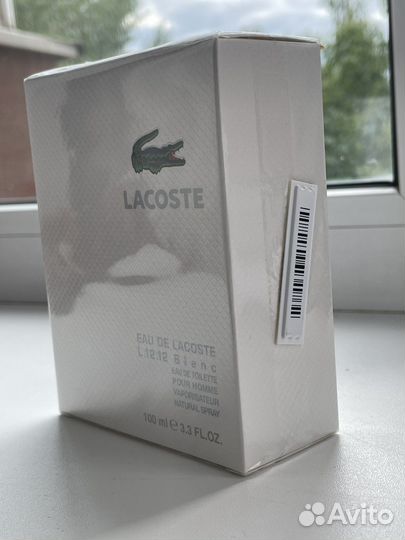 LACOSTE
EAU DE LACOSTE
L.12.12 Blanc
EAU DE TOILETTE
POUR HOMME
VAPORISATEUR
NATURAL SPRAY
100 ml e 3.3 FL.OZ.
Avito